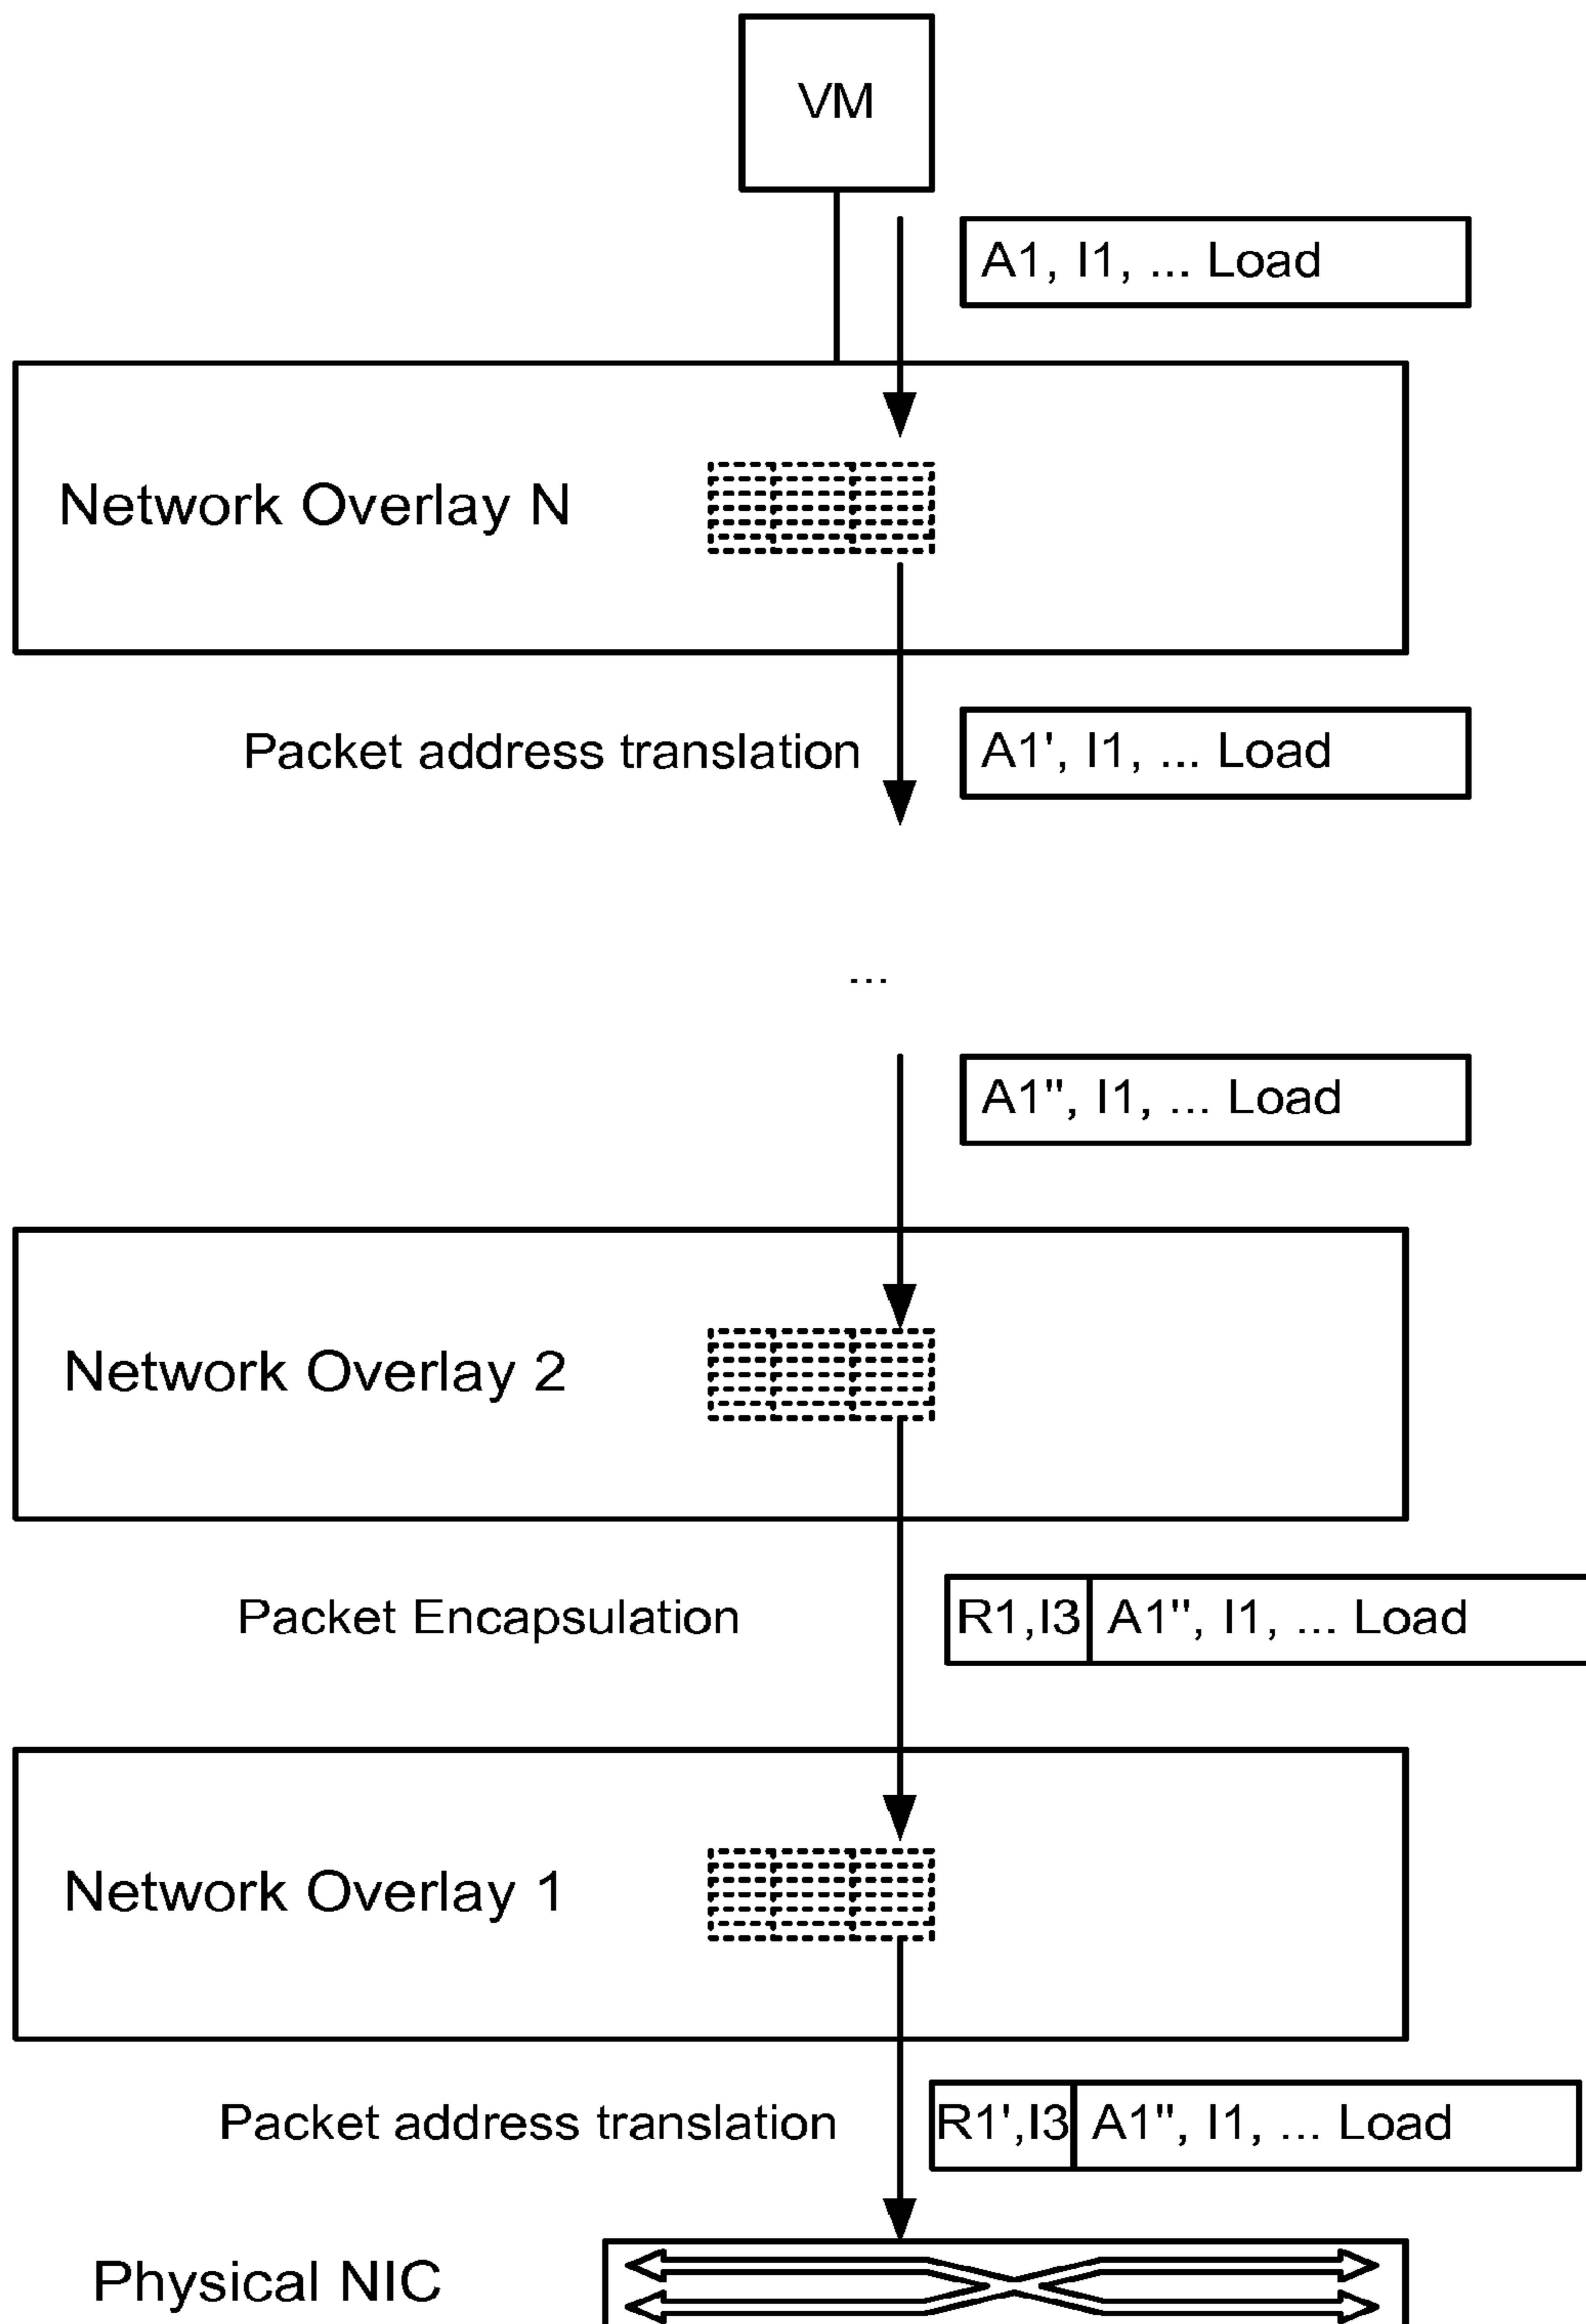 VM
A1, I1, ... Load
Network Overlay N
Packet address translation
A1', I1, ... Load
...
A1'', I1, ... Load
Network Overlay 2
Packet Encapsulation
R1,I3
A1'', I1, ... Load
Network Overlay 1
Packet address translation
R1',I3
A1'', I1, ... Load
Physical NIC